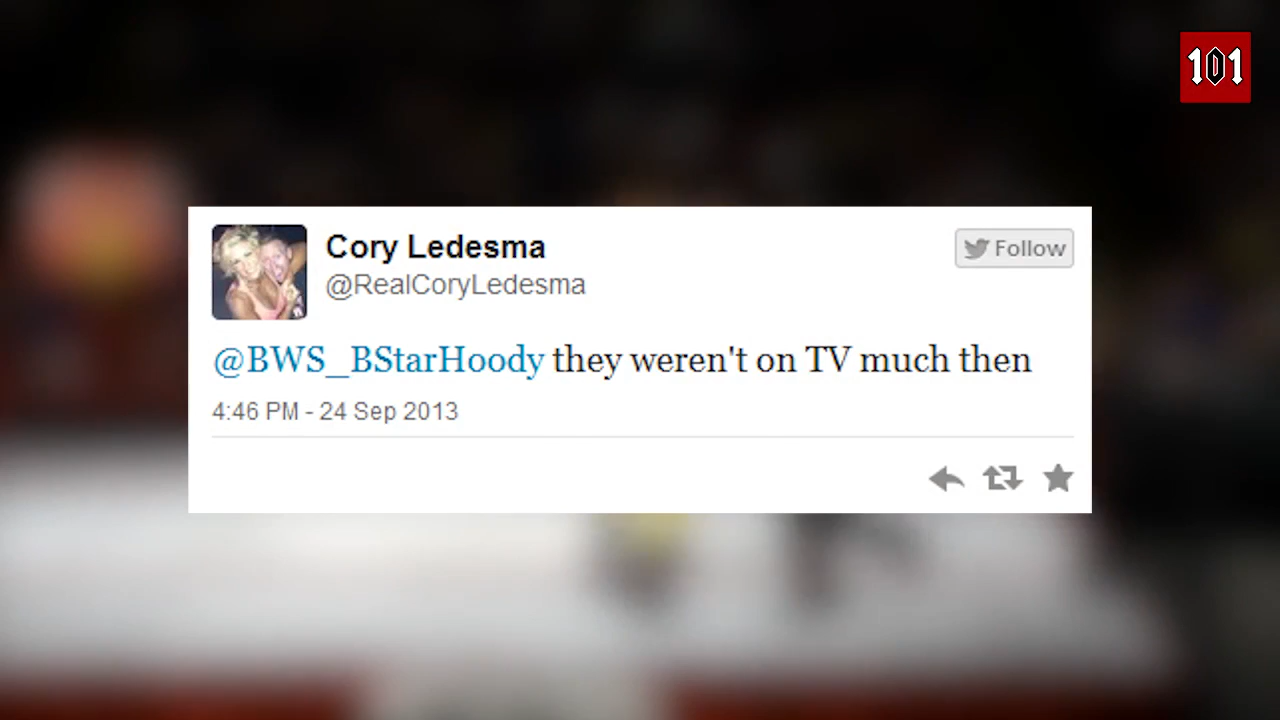 101
Cory Ledesma
@RealCoryLedesma
Follow
@BWS_BStarHoody they weren't on TV much then
4:46 PM - 24 Sep 2013